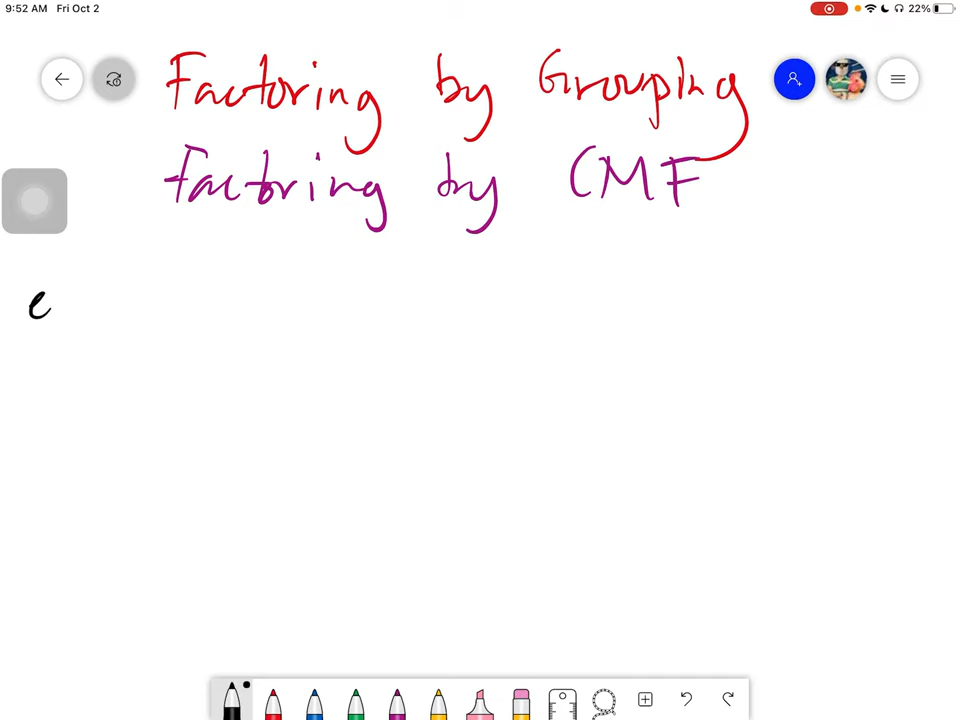 9:52 AM Fri Oct 2
22%
Factoring by Grouping
Factoring by CMF
e